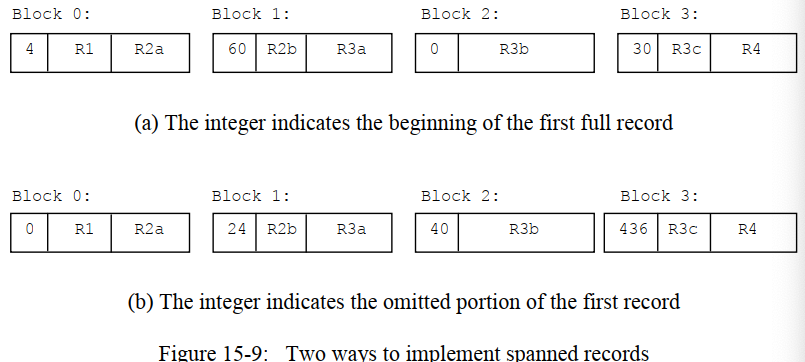 Block 0: Block 1: Block 2: Block 3:
4 R1 R2a 60 R2b R3a 0 R3b 30 R3c R4
(a) The integer indicates the beginning of the first full record
Block 0: Block 1: Block 2: Block 3:
0 R1 R2a 24 R2b R3a 40 R3b 436 R3c R4
(b) The integer indicates the omitted portion of the first record
Figure 15-9: Two ways to implement spanned records